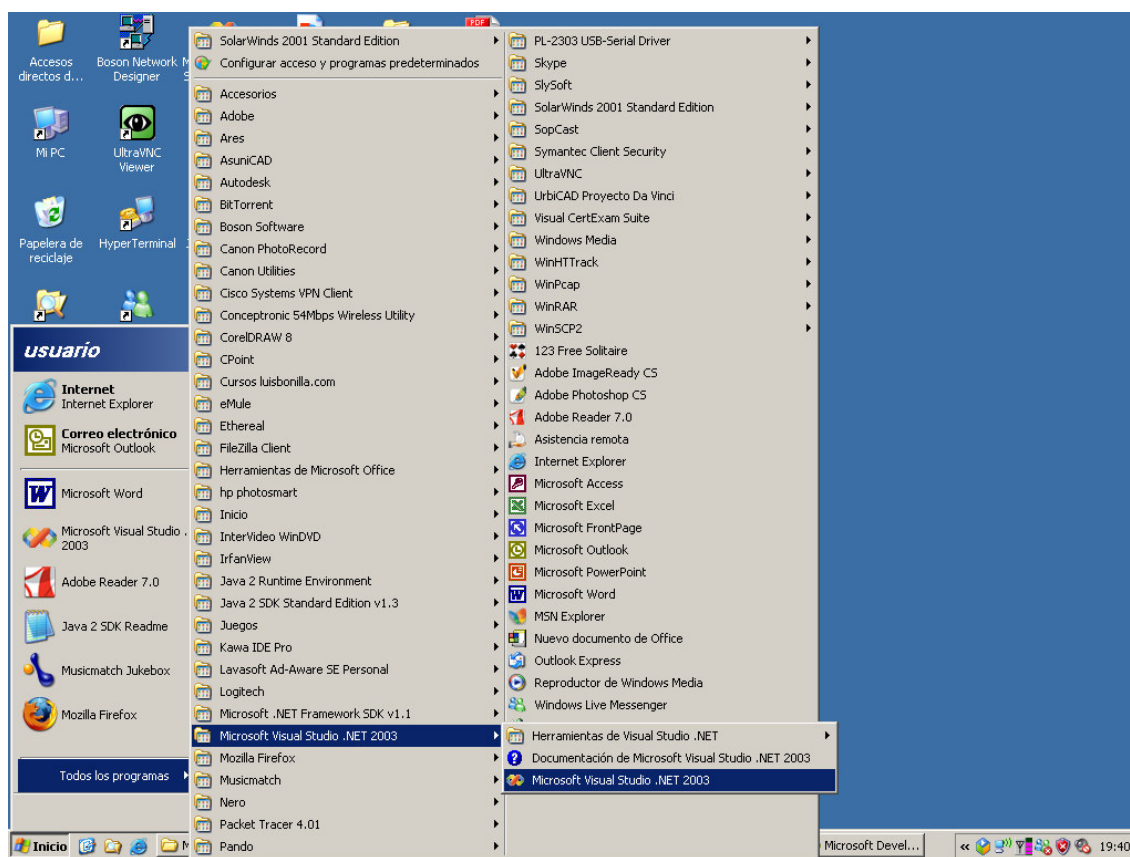 PDF
Accesos
directos d...
Boson Network
Designer
Mi PC
UltraVNC
Viewer
Papelera de
reciclaje
HyperTerminal
usuario
Internet
Internet Explorer
Correo electrónico
Microsoft Outlook
Microsoft Word
Microsoft Visual Studio .
2003
Adobe Reader 7.0
Java 2 SDK Readme
Musicmatch Jukebox
Mozilla Firefox
Todos los programas
SolarWinds 2001 Standard Edition
Configurar acceso y programas predeterminados
Accesorios
Adobe
Ares
AsuniCAD
Autodesk
BitTorrent
Boson Software
Canon PhotoRecord
Canon Utilities
Cisco Systems VPN Client
Conceptronic 54Mbps Wireless Utility
CorelDRAW 8
CPoint
Cursos luisbonilla.com
eMule
Ethereal
FileZilla Client
Herramientas de Microsoft Office
hp photosmart
Inicio
InterVideo WinDVD
IrfanView
Java 2 Runtime Environment
Java 2 SDK Standard Edition v1.3
Juegos
Kawa IDE Pro
Lavasoft Ad-Aware SE Personal
Logitech
Microsoft .NET Framework SDK v1.1
Microsoft Visual Studio .NET 2003
Mozilla Firefox
Musicmatch
Nero
Packet Tracer 4.01
Pando
PL-2303 USB-Serial Driver
Skype
SlySoft
SolarWinds 2001 Standard Edition
SopCast
Symantec Client Security
UltraVNC
UrbiCAD Proyecto Da Vinci
Visual CertExam Suite
Windows Media
WinHTTrack
WinPcap
WinRAR
WinSCP2
123 Free Solitaire
Adobe ImageReady CS
Adobe Photoshop CS
Adobe Reader 7.0
Asistencia remota
Internet Explorer
Microsoft Access
Microsoft Excel
Microsoft FrontPage
Microsoft Outlook
Microsoft PowerPoint
Microsoft Word
MSN Explorer
Nuevo documento de Office
Outlook Express
Reproductor de Windows Media
Windows Live Messenger
Herramientas de Visual Studio .NET
Documentación de Microsoft Visual Studio .NET 2003
Microsoft Visual Studio .NET 2003
Inicio
Microsoft Devel...
19:40